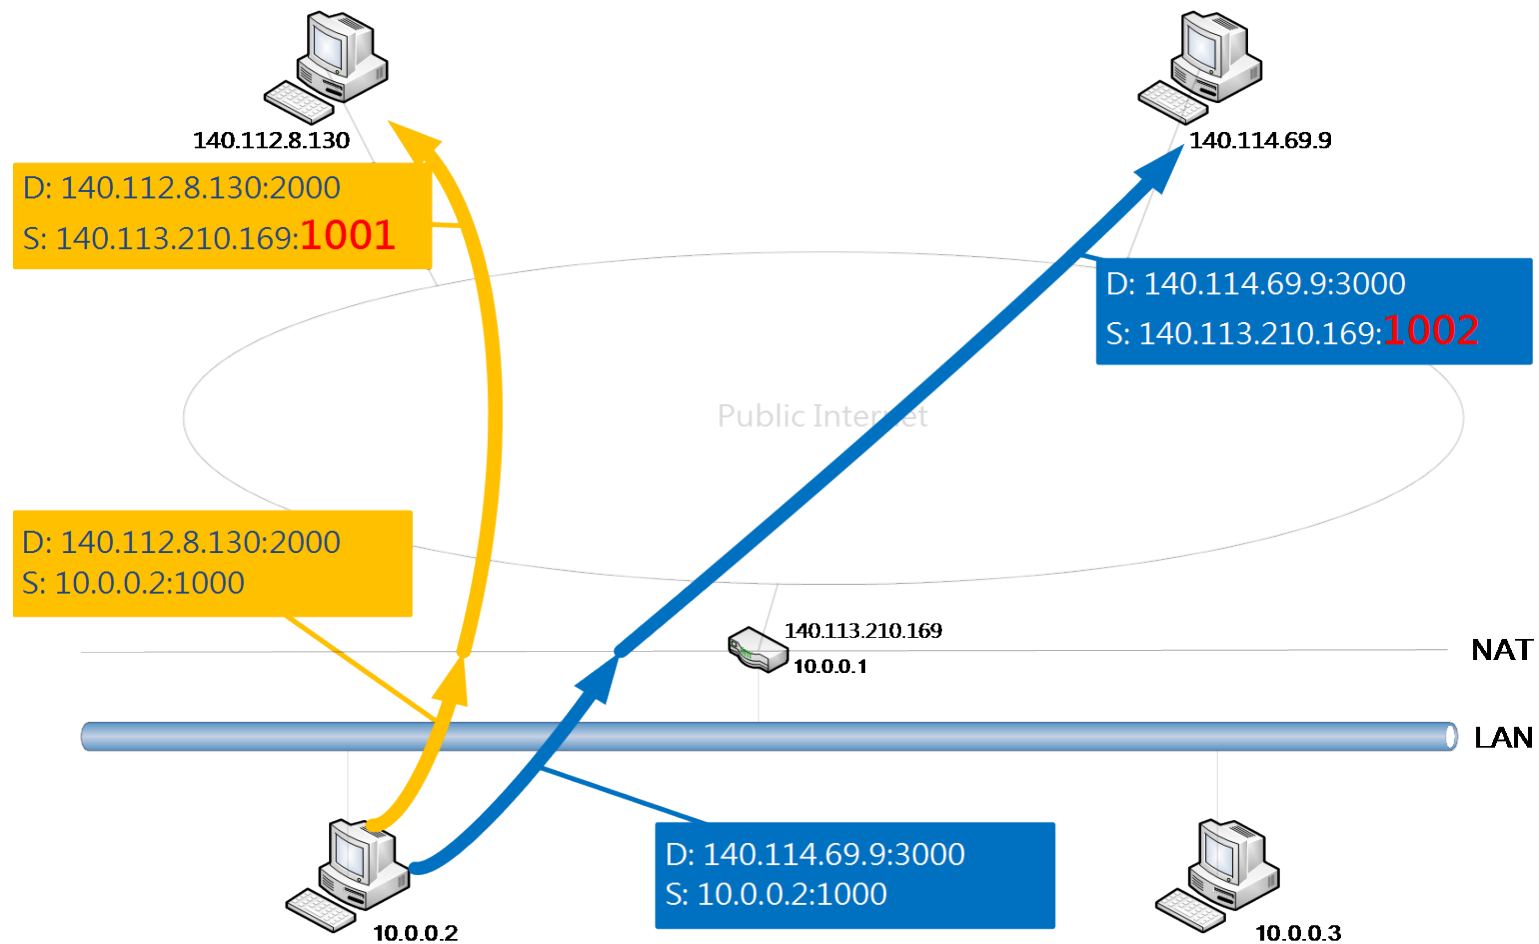 140.112.8.130
140.114.69.9
D: 140.112.8.130:2000
S: 140.113.210.169:1001
D: 140.114.69.9:3000
S: 140.113.210.169:1002
Public Internet
D: 140.112.8.130:2000
S: 10.0.0.2:1000
140.113.210.169
10.0.0.1
NAT
LAN
D: 140.114.69.9:3000
S: 10.0.0.2:1000
10.0.0.2
10.0.0.3